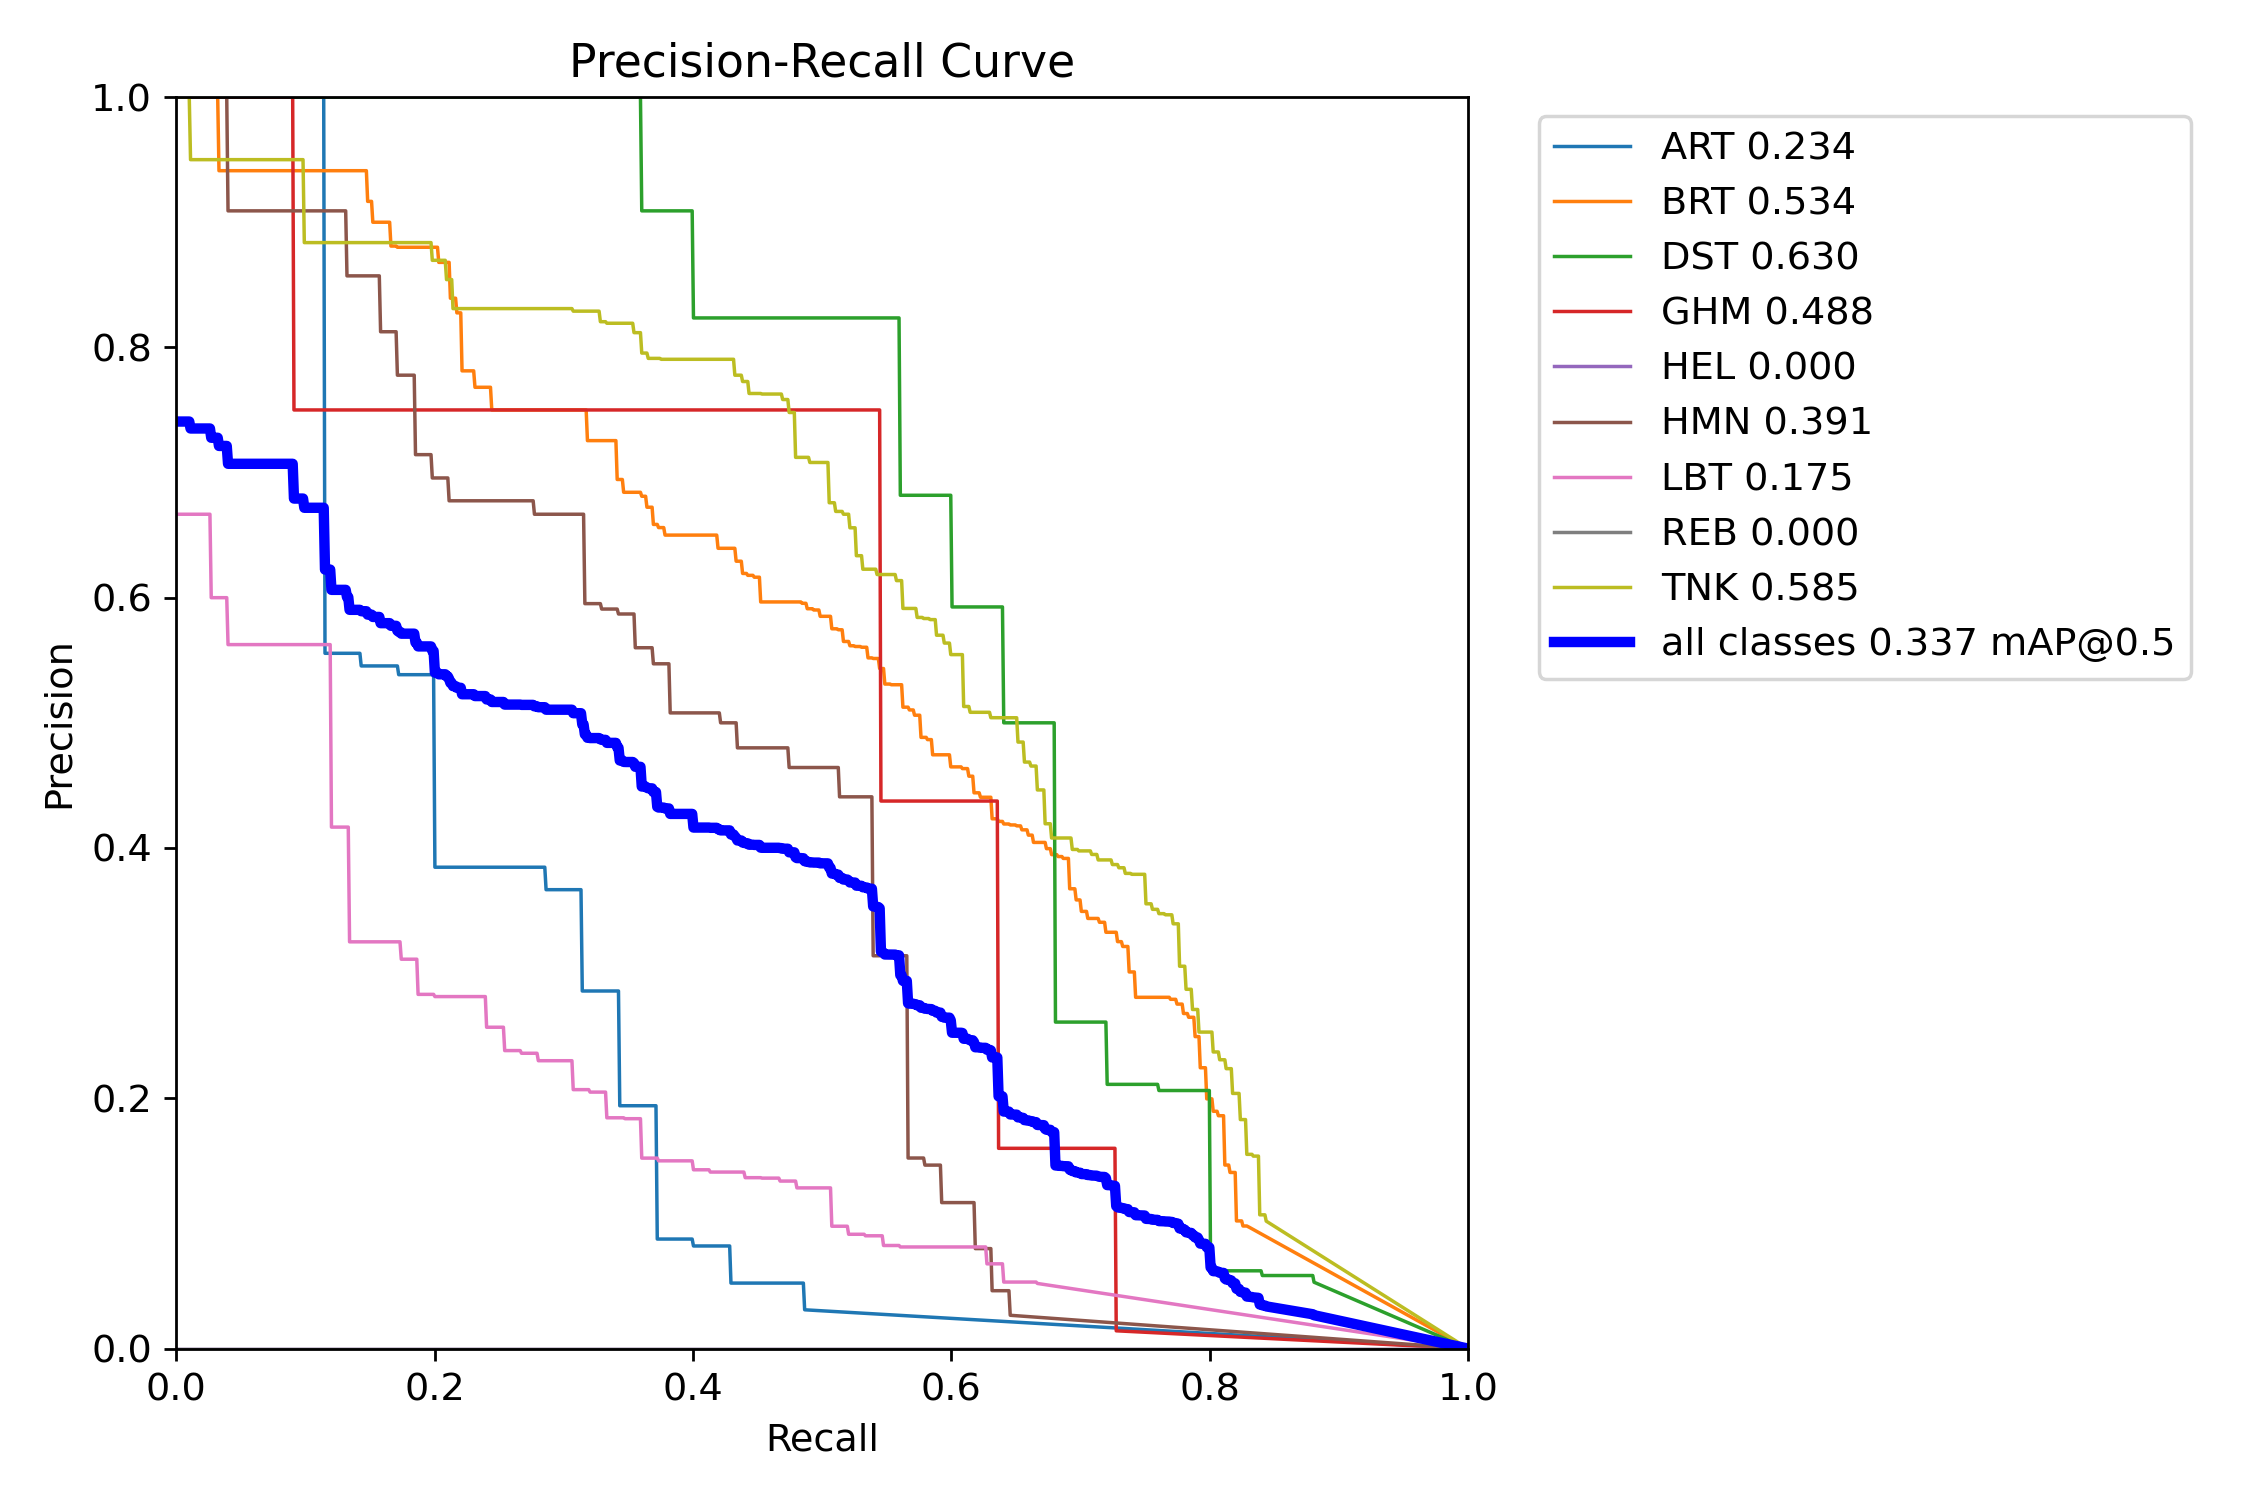 Precision-Recall Curve
1.0
0.8
0.6
0.4
0.2
0.0
Precision
0.0 0.2 0.4 0.6 0.8 1.0
Recall
ART 0.234
BRT 0.534
DST 0.630
GHM 0.488
HEL 0.000
HMN 0.391
LBT 0.175
REB 0.000
TNK 0.585
all classes 0.337 mAP@0.5